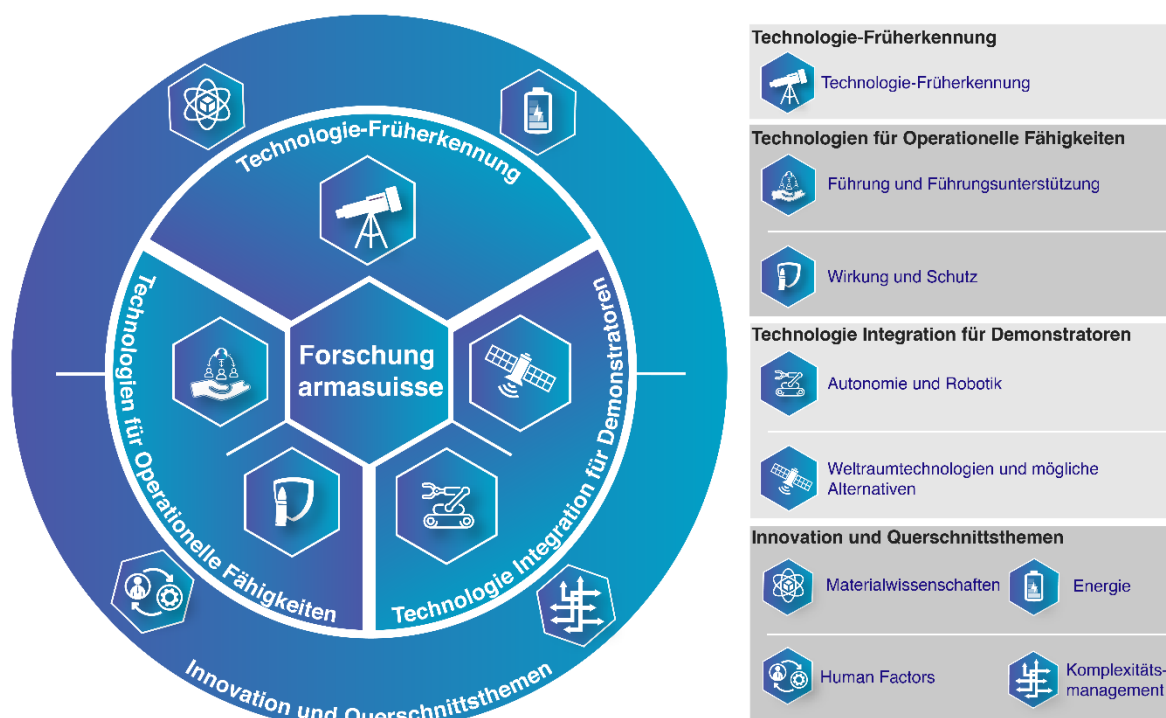 Technologie-Früherkennung
Technologien für Operationelle Fähigkeiten
Technologie Integration für Demonstratoren
Forschung
armasuisse
Innovation und Querschnittsthemen
Technologie-Früherkennung
Technologie-Früherkennung
Technologien für Operationelle Fähigkeiten
Führung und Führungsunterstützung
Wirkung und Schutz
Technologie Integration für Demonstratoren
Autonomie und Robotik
Weltraumtechnologien und mögliche
Alternativen
Innovation und Querschnittsthemen
Materialwissenschaften
Energie
Human Factors
Komplexitäts-
management